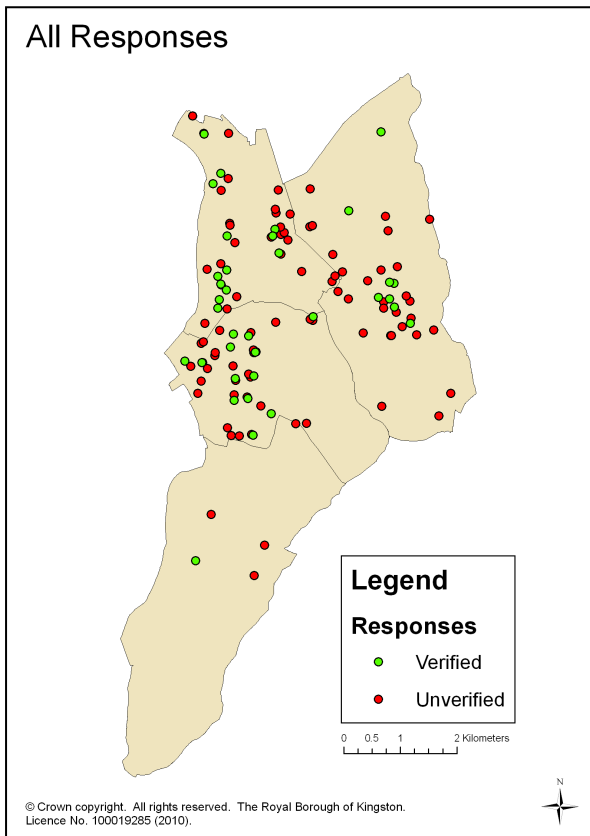 All Responses
Legend
Responses
Verified
Unverified
0 0.5 1 2 Kilometers
N
© Crown copyright. All rights reserved. The Royal Borough of Kingston.
Licence No. 100019285 (2010).